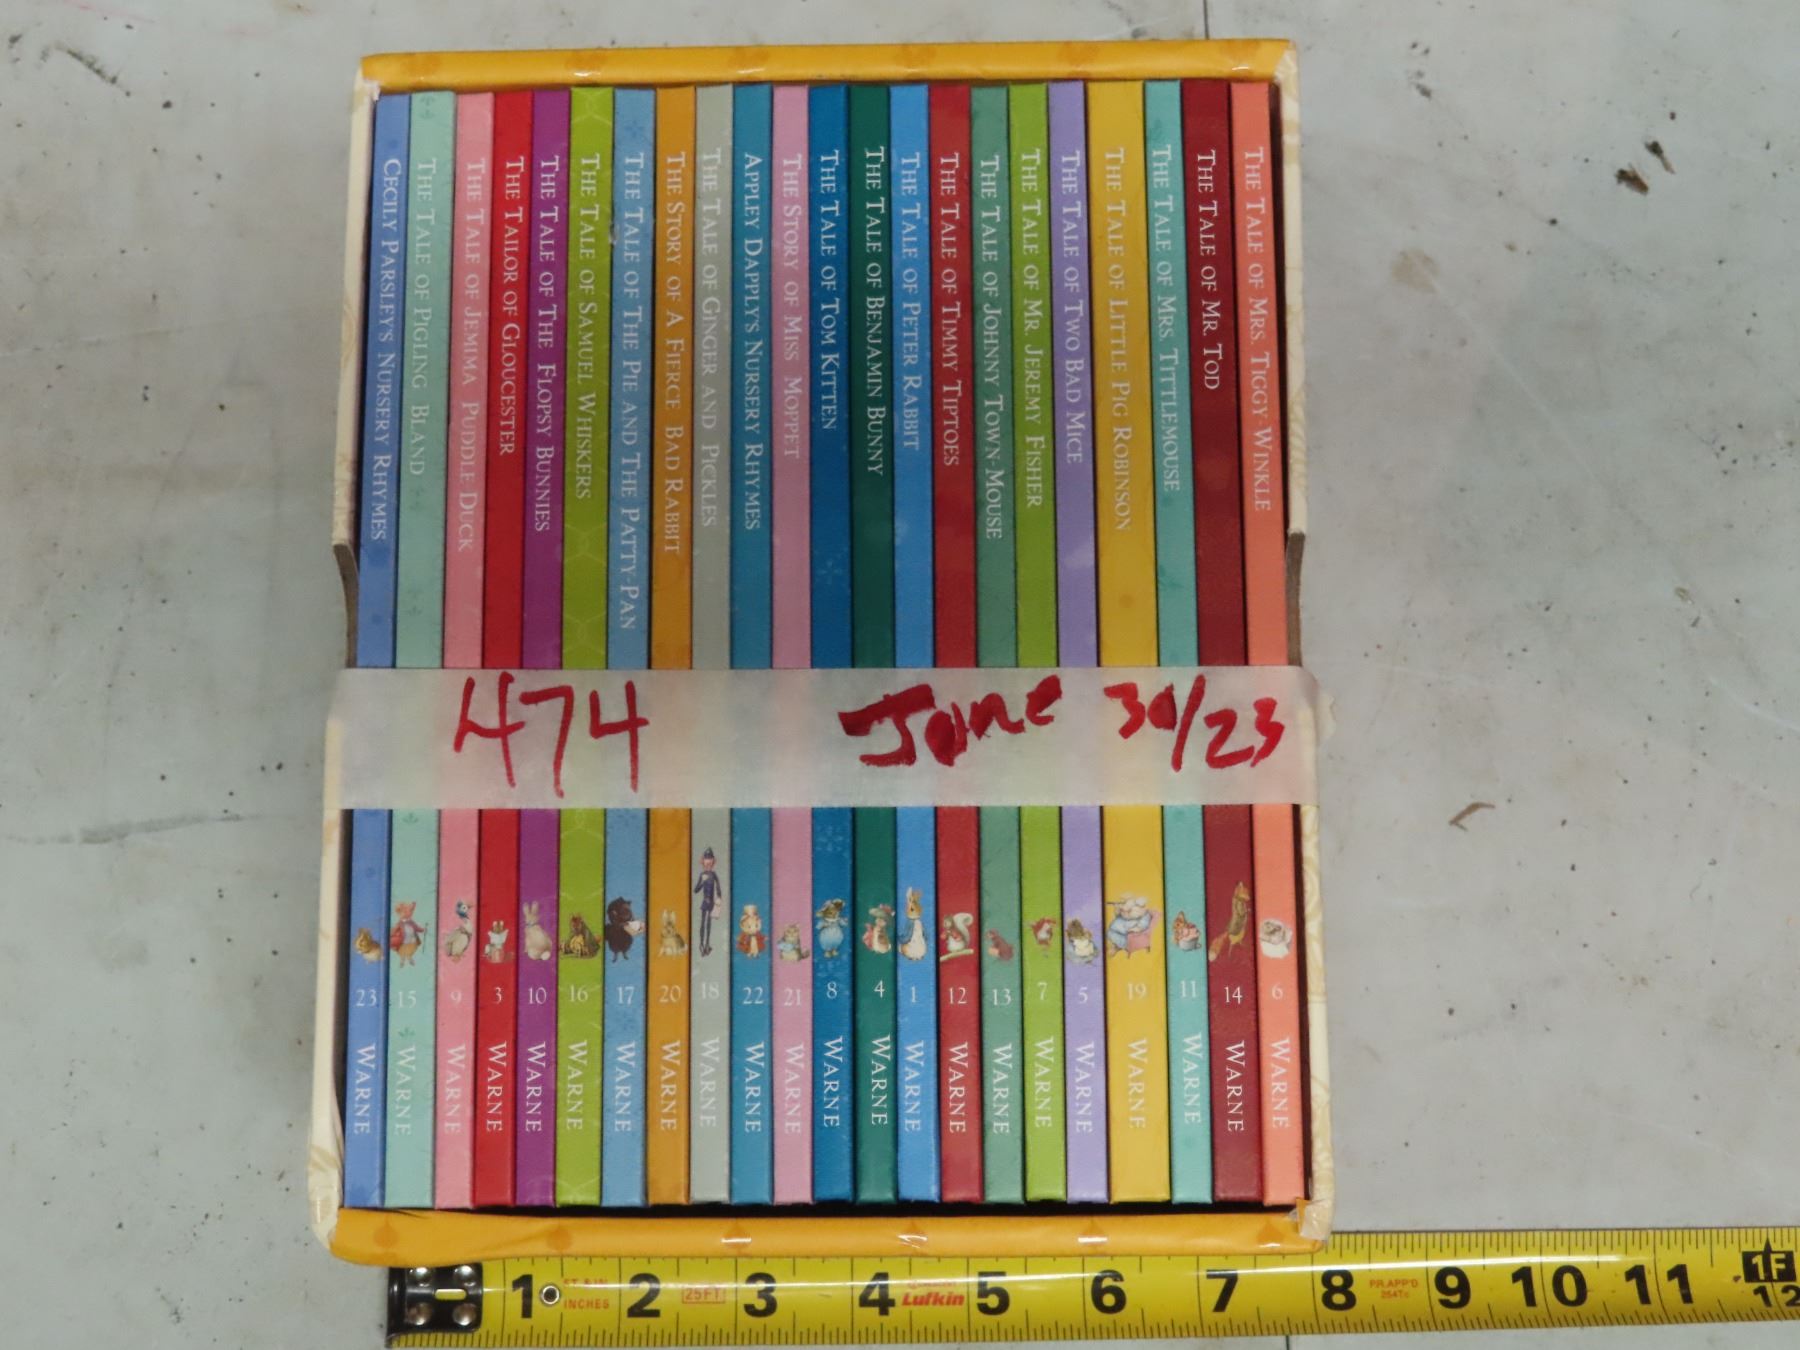 CECILY PARSLEY'S NURSERY RHYMES
23
WARNE
THE TALE OF PIGLING BLAND
15
WARNE
THE TALE OF JEMIMA PUDDLE-DUCK
9
WARNE
THE TAILOR OF GLOUCESTER
3
WARNE
THE TALE OF THE FLOPSY BUNNIES
10
WARNE
THE TALE OF SAMUEL WHISKERS
16
WARNE
THE TALE OF THE PIE AND THE PATTY-PAN
17
WARNE
THE STORY OF A FIERCE BAD RABBIT
20
WARNE
THE TALE OF GINGER AND PICKLES
18
WARNE
APPLEY DAPPLY'S NURSERY RHYMES
22
WARNE
THE STORY OF MISS MOPPET
21
WARNE
THE TALE OF TOM KITTEN
8
WARNE
THE TALE OF BENJAMIN BUNNY
4
WARNE
THE TALE OF PETER RABBIT
1
WARNE
THE TALE OF TIMMY TIPTOES
12
WARNE
THE TALE OF JOHNNY TOWN-MOUSE
13
WARNE
THE TALE OF MR. JEREMY FISHER
7
WARNE
THE TALE OF TWO BAD MICE
5
WARNE
THE TALE OF LITTLE PIG ROBINSON
19
WARNE
THE TALE OF MRS. TITTLEMOUSE
11
WARNE
THE TALE OF MR. TOD
14
WARNE
THE TALE OF MRS. TIGGY-WINKLE
6
WARNE
474 June 30/23
1 2 3 4 5 6 7 8 9 10 11 1F
FT. & IN. 25FT Lufkin PR.APP'D 12
INCHES